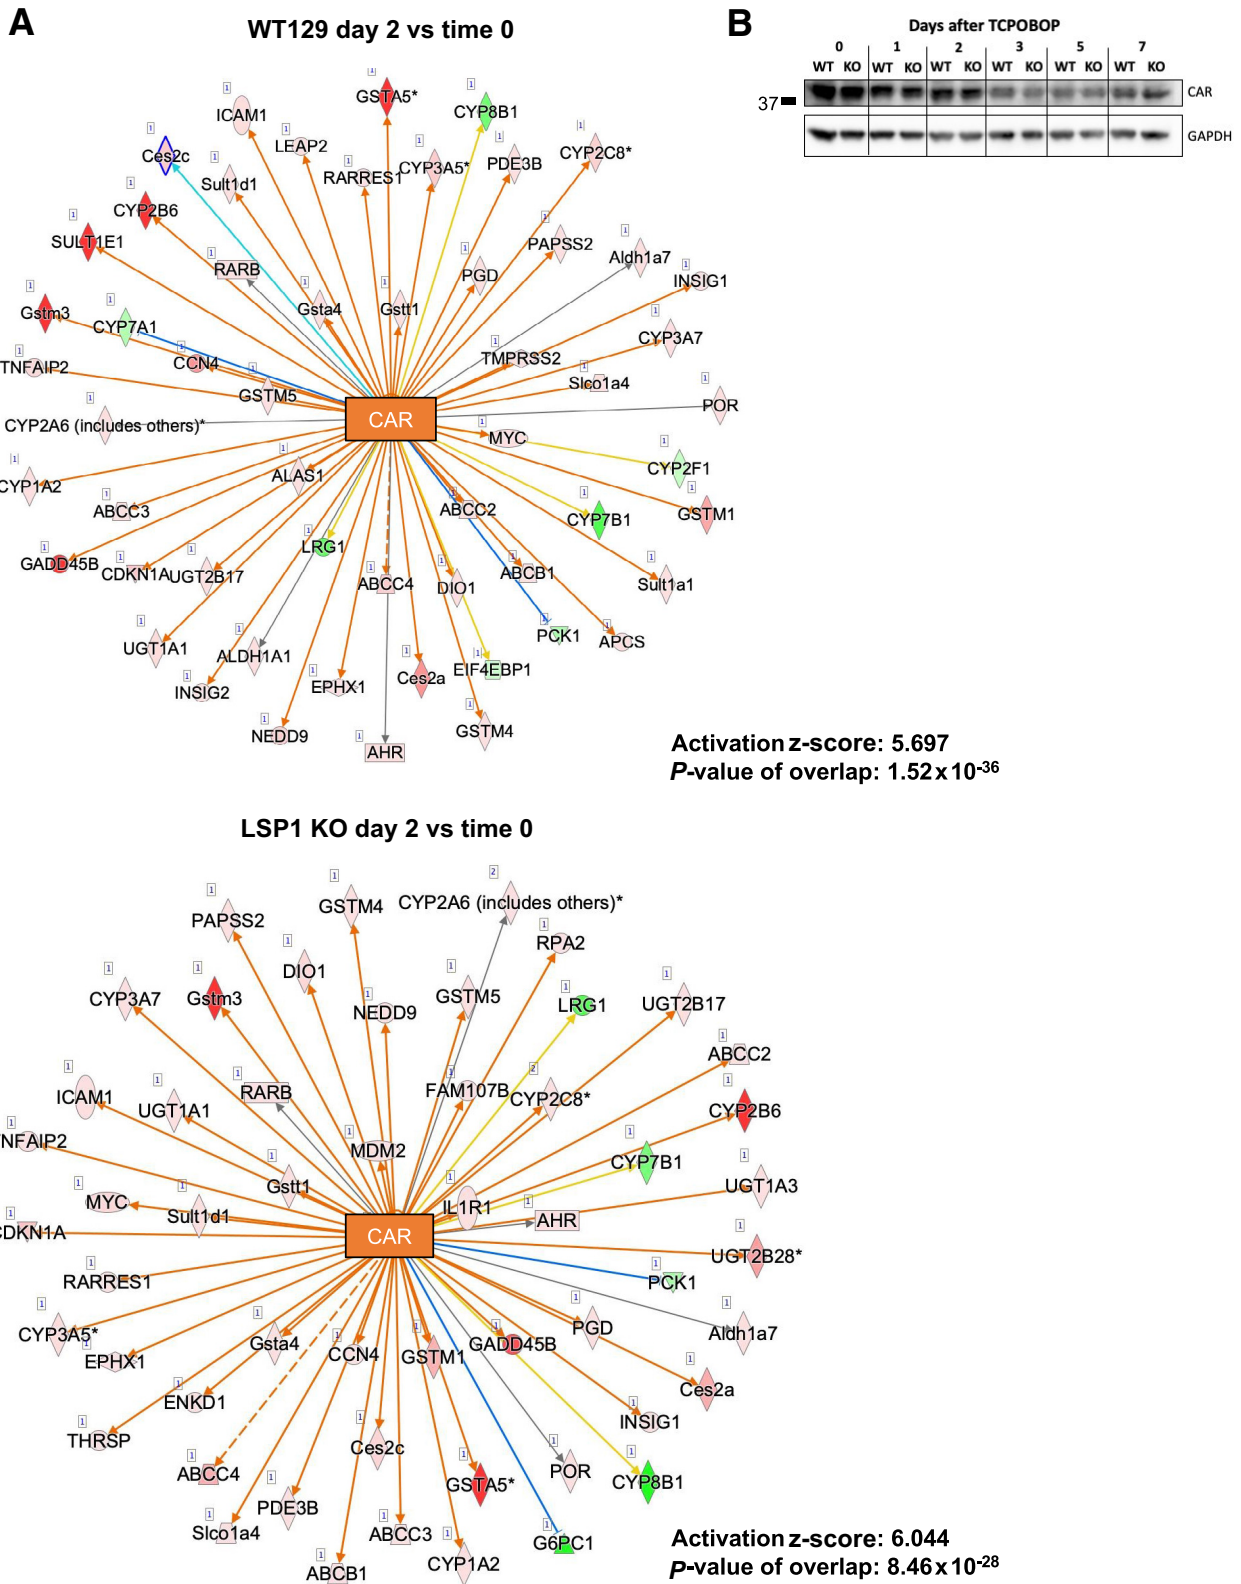 A
WT129 day 2 vs time 0
GSTA5*
ICAM1
CYP8B1
LEAP2
Ces2c
RARRES1
CYP3A5*
PDE3B
CYP2C8*
Sult1d1
CYP2B6
SULT1E1
PAPSS2
Aldh1a7
RARB
PGD
INSIG1
Gstm3
CYP7A1
Gsta4
Gstt1
CYP3A7
TNFAIP2
CCN4
TMPRSS2
Slco1a4
GSTM5
POR
CYP2A6 (includes others)*
CAR
MYC
CYP2F1
CYP1A2
ALAS1
ABCC3
ABCC2
CYP7B1
GSTM1
LRG1
GADD45B
CDKN1A
UGT2B17
ABCC4
DIO1
ABCB1
Sult1a1
UGT1A1
ALDH1A1
PCK1
APCS
INSIG2
EPHX1
Ces2a
EIF4EBP1
NEDD9
AHR
GSTM4
Activation z-score: 5.697
P-value of overlap: 1.52x10-36
B
Days after TCPOBOP
0 1 2 3 5 7
WT KO WT KO WT KO WT KO WT KO WT KO
37
CAR
GAPDH
LSP1 KO day 2 vs time 0
PAPSS2
GSTM4
CYP2A6 (includes others)*
RPA2
DIO1
CYP3A7
Gstm3
NEDD9
GSTM5
LRG1
UGT2B17
ABCC2
ICAM1
UGT1A1
RARB
FAM107B
CYP2C8*
CYP2B6
NFAIP2
MDM2
CYP7B1
MYC
Sult1d1
Gstt1
IL1R1
AHR
UGT1A3
CDKN1A
CAR
UGT2B28*
RARRES1
PCK1
CYP3A5*
EPHX1
Gsta4
CCN4
GSTM1
GADD45B
PGD
Aldh1a7
ENKD1
Ces2a
THRSP
INSIG1
Ces2c
ABCC4
GSTA5*
POR
CYP8B1
PDE3B
Slco1a4
ABCC3
G6PC1
ABCB1
CYP1A2
Activation z-score: 6.044
P-value of overlap: 8.46x10-28